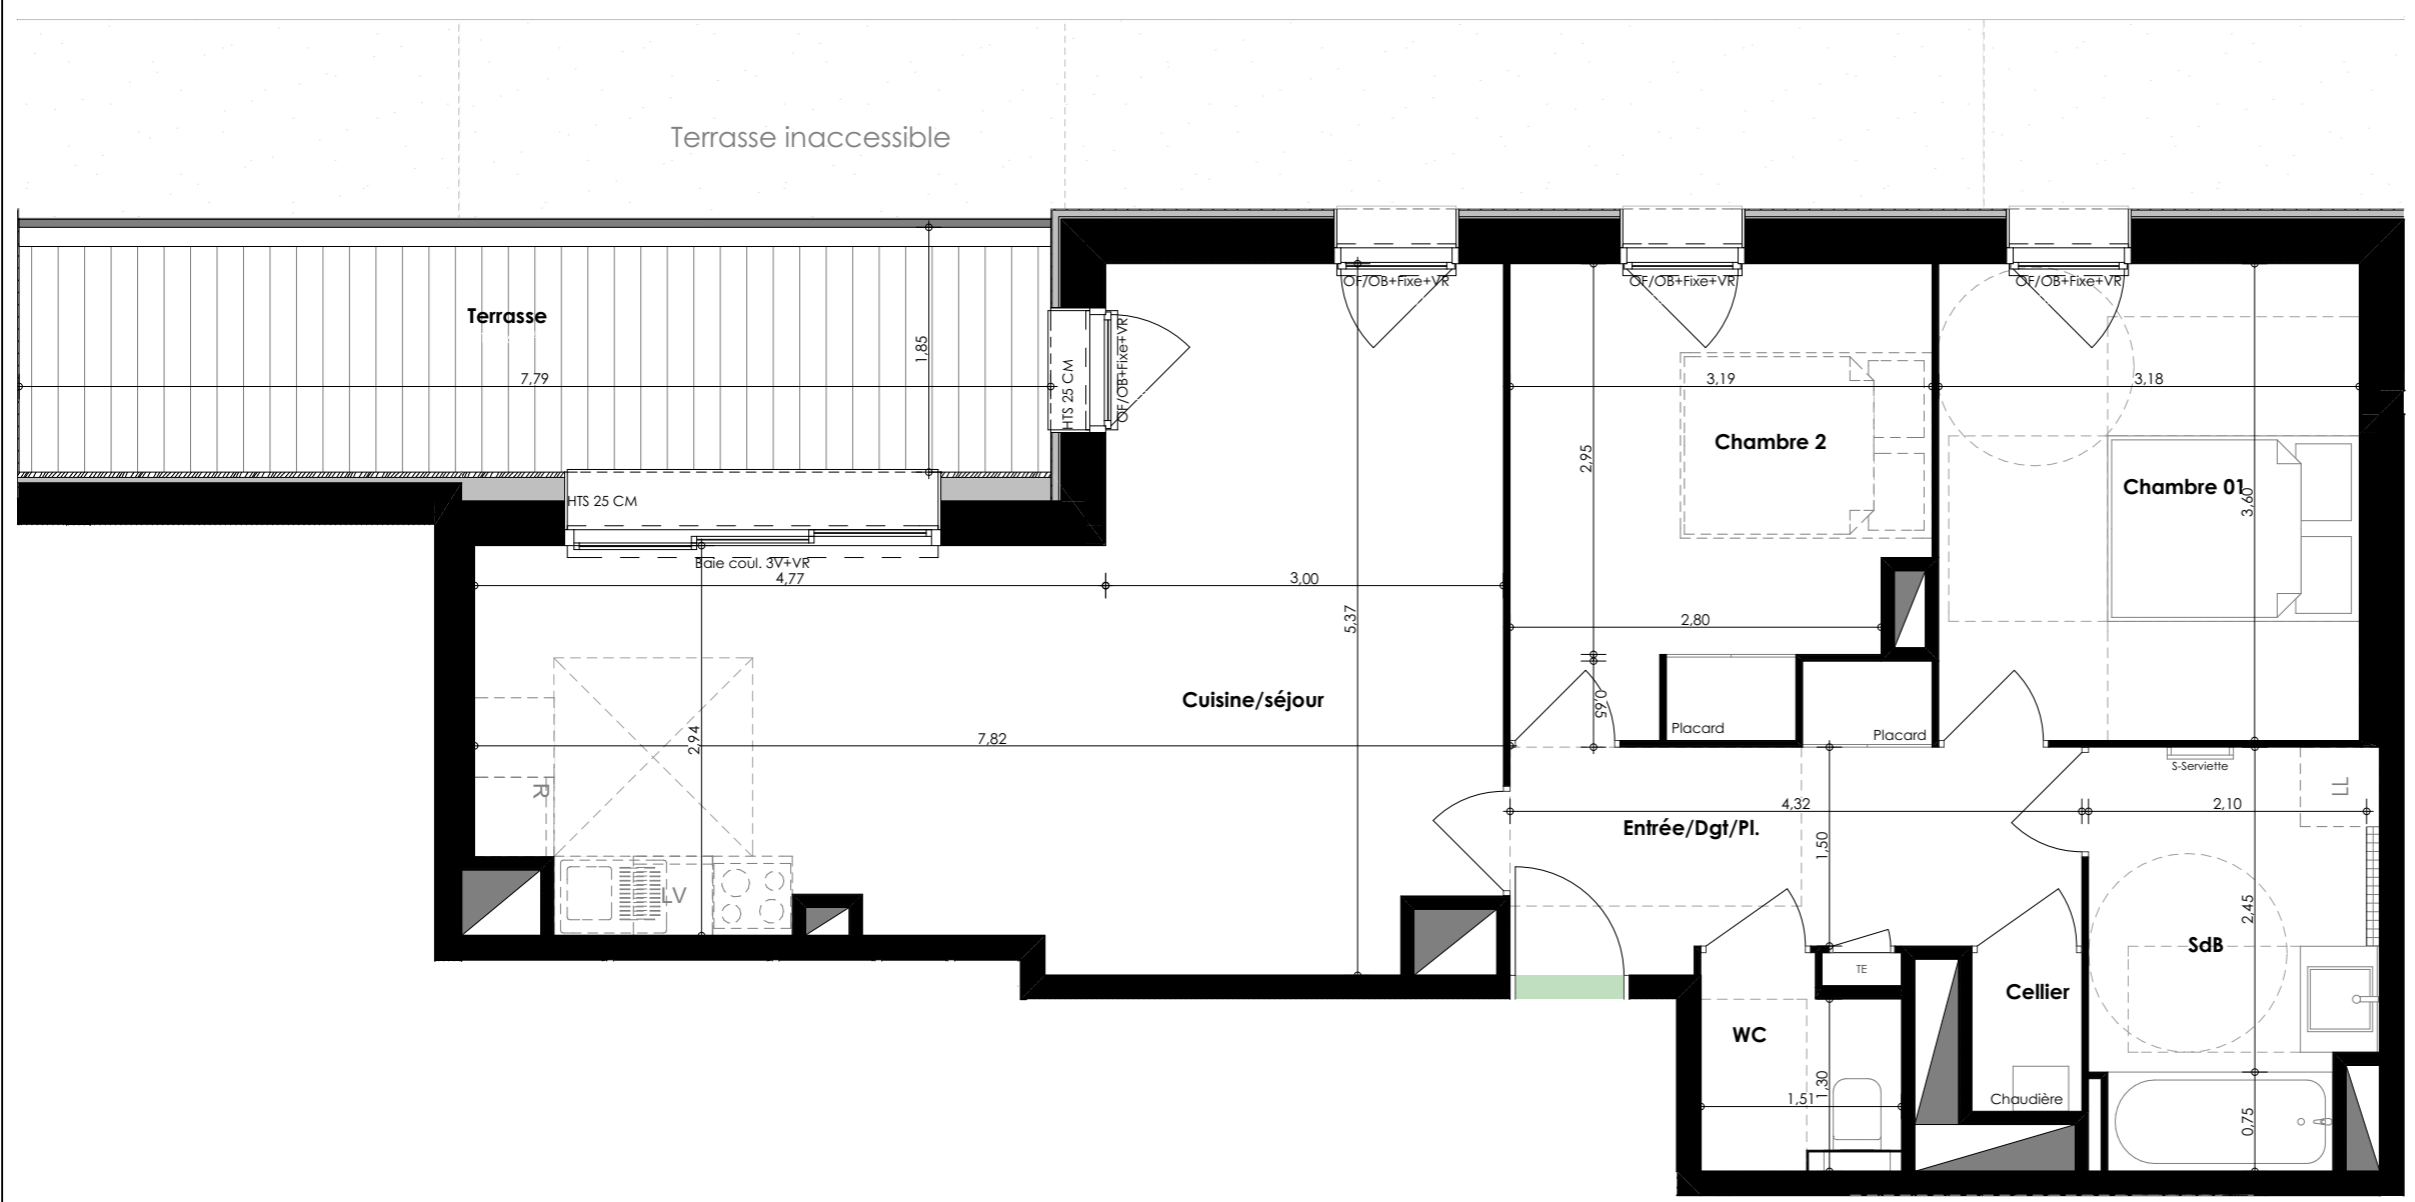 Terrasse inaccessible
OF/OB+Fixe+VR
OF/OB+Fixe+VR
OF/OB+Fixe+VR
Terrasse
1,85
7,79
HTS 25 CM
OF/OB+Fixe+VR
3,19
3,18
Chambre 2
2,95
Chambre 01
3,60
HTS 25 CM
Baie coul. 3V+VR
4,77
3,00
5,37
2,80
Cuisine/séjour
0,65
Placard
Placard
2,94
7,82
S-Serviette
R
LL
4,32
2,10
Entrée/Dgt/Pl.
1,50
LV
2,45
SdB
TE
Cellier
WC
1,30
1,51
Chaudière
0,75